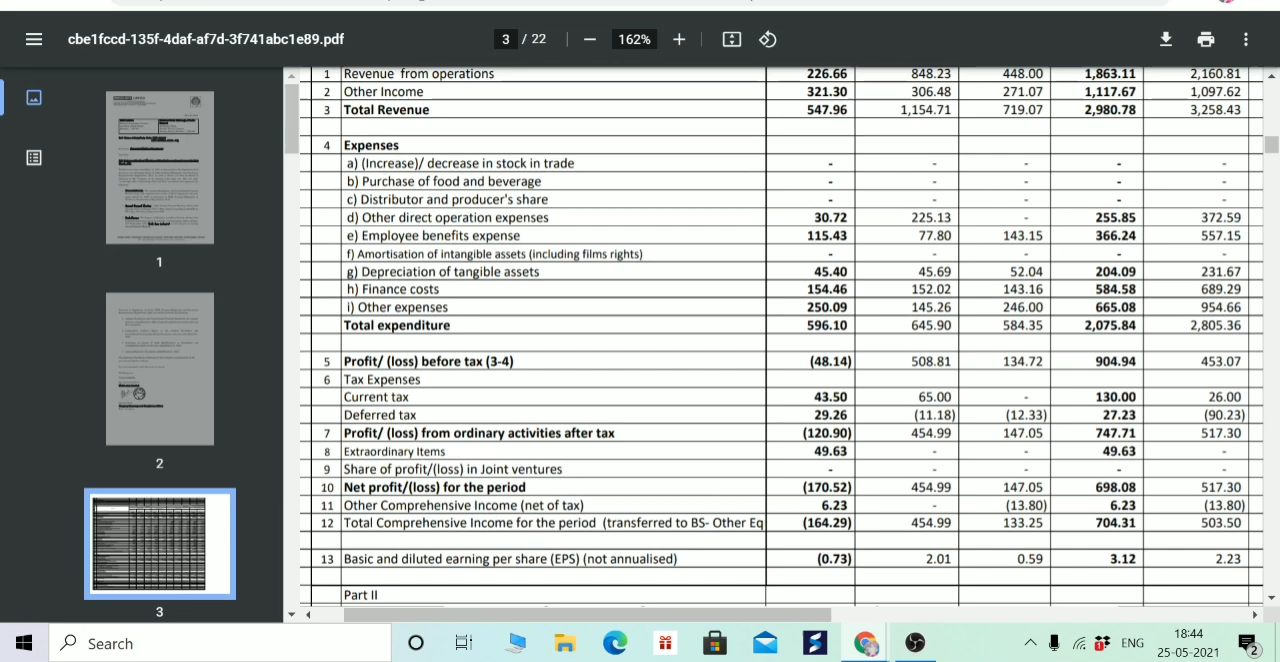 cbe1fccd-135f-4daf-af7d-3f741abc1e89.pdf 3 / 22 162%
1 Revenue from operations 226.66 848.23 448.00 1,863.11 2,160.81
2 Other Income 321.30 306.48 271.07 1,117.67 1,097.62
3 Total Revenue 547.96 1,154.71 719.07 2,980.78 3,258.43
4 Expenses
a) (Increase)/ decrease in stock in trade - - - - -
b) Purchase of food and beverage - - - - -
c) Distributor and producer's share - - - - -
d) Other direct operation expenses 30.72 225.13 - 255.85 372.59
e) Employee benefits expense 115.43 77.80 143.15 366.24 557.15
f) Amortisation of intangible assets (including films rights) - - - - -
g) Depreciation of tangible assets 45.40 45.69 52.04 204.09 231.67
h) Finance costs 154.46 152.02 143.16 584.58 689.29
i) Other expenses 250.09 145.26 246.00 665.08 954.66
Total expenditure 596.10 645.90 584.35 2,075.84 2,805.36
5 Profit/ (loss) before tax (3-4) (48.14) 508.81 134.72 904.94 453.07
6 Tax Expenses
Current tax 43.50 65.00 - 130.00 26.00
Deferred tax 29.26 (11.18) (12.33) 27.23 (90.23)
7 Profit/ (loss) from ordinary activities after tax (120.90) 454.99 147.05 747.71 517.30
8 Extraordinary Items 49.63 - - 49.63 -
9 Share of profit/(loss) in Joint ventures - - - - -
10 Net profit/(loss) for the period (170.52) 454.99 147.05 698.08 517.30
11 Other Comprehensive Income (net of tax) 6.23 - (13.80) 6.23 (13.80)
12 Total Comprehensive Income for the period (transferred to BS- Other Eq (164.29) 454.99 133.25 704.31 503.50
13 Basic and diluted earning per share (EPS) (not annualised) (0.73) 2.01 0.59 3.12 2.23
Part II
1
2
3
Search
ENG
18:44
25-05-2021
2